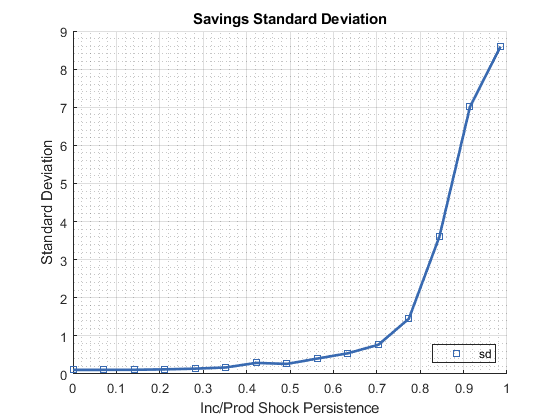 Savings Standard Deviation
9
8
7
6
5
4
3
2
1
0
Standard Deviation
sd
0 0.1 0.2 0.3 0.4 0.5 0.6 0.7 0.8 0.9 1
Inc/Prod Shock Persistence